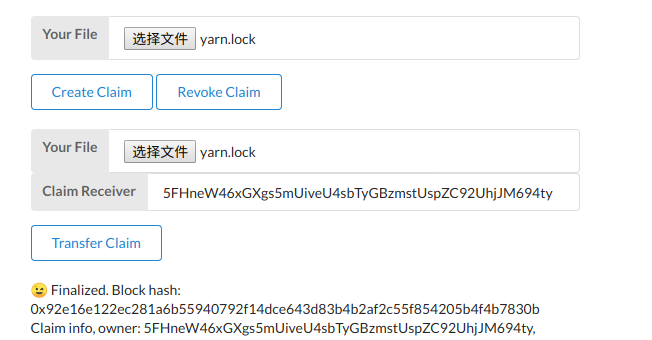 Your File 选择文件 yarn.lock
Create Claim Revoke Claim
Your File 选择文件 yarn.lock
Claim Receiver 5FHneW46xGXgs5mUiveU4sbTyGBzmstUspZC92UhjJM694ty
Transfer Claim
😉 Finalized. Block hash:
0x92e16e122ec281a6b55940792f14dce643d83b4b2af2c55f854205b4f4b7830b
Claim info, owner: 5FHneW46xGXgs5mUiveU4sbTyGBzmstUspZC92UhjJM694ty,